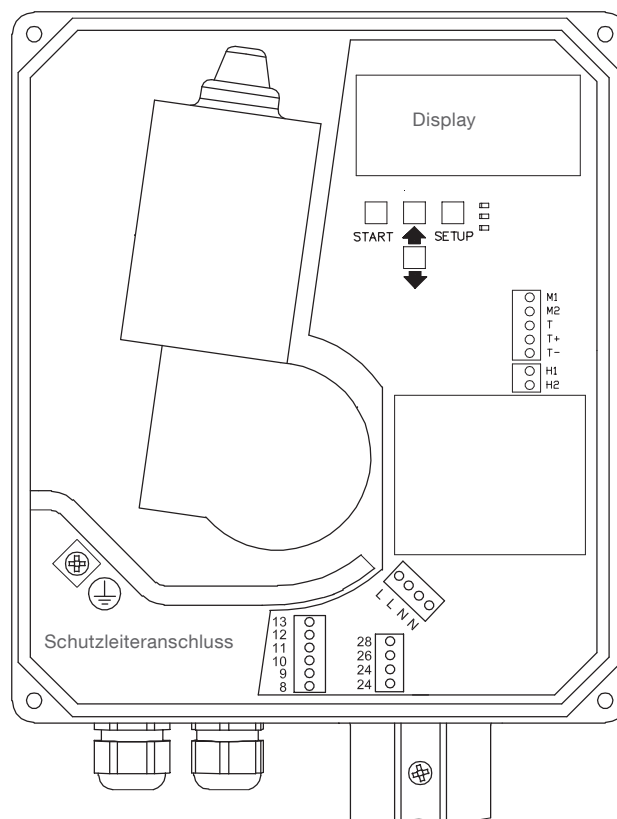 Display
START
SETUP
M1
M2
T
T+
T-
H1
H2
L L N N
Schutzleiteranschluss
13
12
11
10
9
8
28
26
24
24